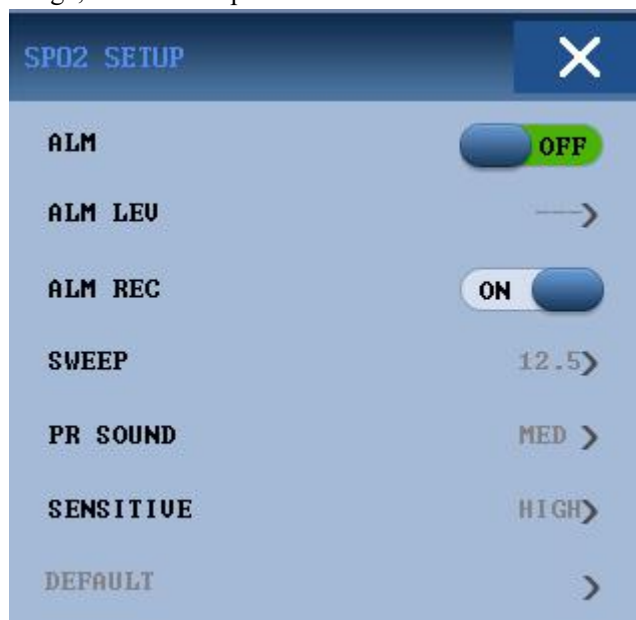 SPO2 SETUP
ALM OFF
ALM LEV ---
ALM REC ON
SWEEP 12.5
PR SOUND MED
SENSITIVE HIGH
DEFAULT